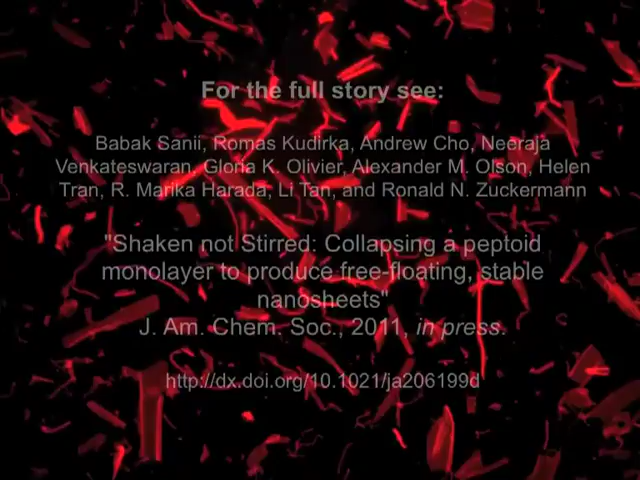 For the full story see:
Babak Sanii, Romas Kudirka, Andrew Cho, Neeraja
Venkateswaran, Gloria K. Olivier, Alexander M. Olson, Helen
Tran, R. Marika Harada, Li Tan, and Ronald N. Zuckermann
"Shaken not Stirred: Collapsing a peptoid
monolayer to produce free-floating, stable
nanosheets"
J. Am. Chem. Soc., 2011, in press.
http://dx.doi.org/10.1021/ja206199d